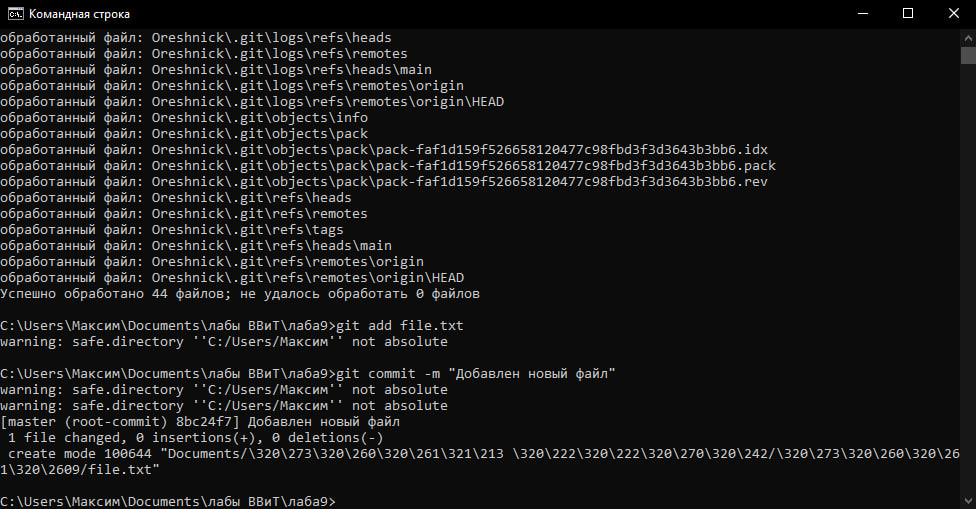 Командная строка
обработанный файл: Oreshnick\.git\logs\refs\heads
обработанный файл: Oreshnick\.git\logs\refs\remotes
обработанный файл: Oreshnick\.git\logs\refs\heads\main
обработанный файл: Oreshnick\.git\logs\refs\remotes\origin
обработанный файл: Oreshnick\.git\logs\refs\remotes\origin\HEAD
обработанный файл: Oreshnick\.git\objects\info
обработанный файл: Oreshnick\.git\objects\pack
обработанный файл: Oreshnick\.git\objects\pack\pack-faf1d159f526658120477c98fbd3f3d3643b3bb6.idx
обработанный файл: Oreshnick\.git\objects\pack\pack-faf1d159f526658120477c98fbd3f3d3643b3bb6.pack
обработанный файл: Oreshnick\.git\objects\pack\pack-faf1d159f526658120477c98fbd3f3d3643b3bb6.rev
обработанный файл: Oreshnick\.git\refs\heads
обработанный файл: Oreshnick\.git\refs\remotes
обработанный файл: Oreshnick\.git\refs\tags
обработанный файл: Oreshnick\.git\refs\heads\main
обработанный файл: Oreshnick\.git\refs\remotes\origin
обработанный файл: Oreshnick\.git\refs\remotes\origin\HEAD
Успешно обработано 44 файлов; не удалось обработать 0 файлов
C:\Users\Максим\Documents\лабы ВВиТ\лаба9>git add file.txt
warning: safe.directory ''C:/Users/Максим'' not absolute
C:\Users\Максим\Documents\лабы ВВиТ\лаба9>git commit -m "Добавлен новый файл"
warning: safe.directory ''C:/Users/Максим'' not absolute
warning: safe.directory ''C:/Users/Максим'' not absolute
[master (root-commit) 8bc24f7] Добавлен новый файл
 1 file changed, 0 insertions(+), 0 deletions(-)
 create mode 100644 "Documents/\320\273\320\260\320\261\321\213 \320\222\320\222\320\270\320\242/\320\273\320\260\320\26
1\320\2609/file.txt"
C:\Users\Максим\Documents\лабы ВВиТ\лаба9>